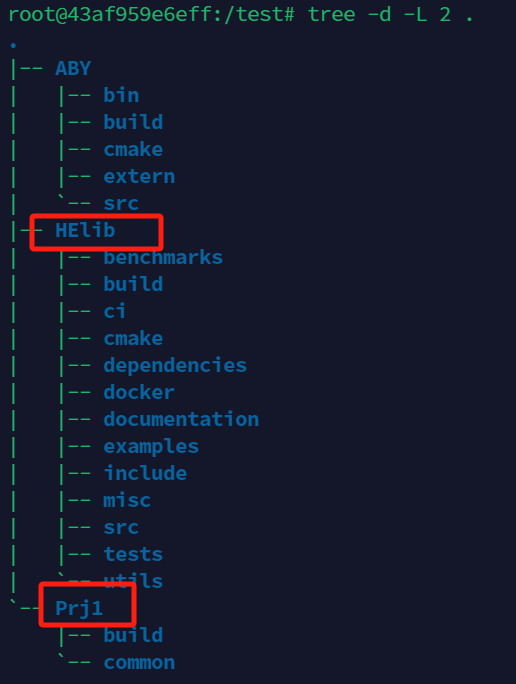 root@43af959e6eff:/test# tree -d -L 2 .
.
|-- ABY
|   |-- bin
|   |-- build
|   |-- cmake
|   |-- extern
|   `-- src
|-- HElib
|   |-- benchmarks
|   |-- build
|   |-- ci
|   |-- cmake
|   |-- dependencies
|   |-- docker
|   |-- documentation
|   |-- examples
|   |-- include
|   |-- misc
|   |-- src
|   |-- tests
|   `-- utils
`-- Prj1
    |-- build
    `-- common